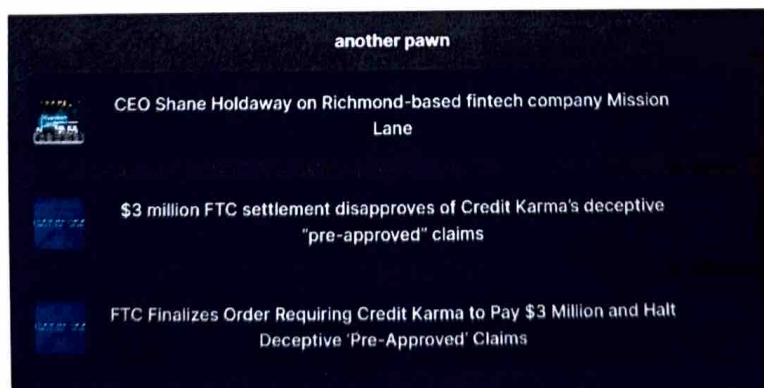 another pawn
CEO Shane Holdaway on Richmond-based fintech company Mission
Lane
$3 million FTC settlement disapproves of Credit Karma's deceptive
"pre-approved" claims
FTC Finalizes Order Requiring Credit Karma to Pay $3 Million and Halt
Deceptive 'Pre-Approved' Claims